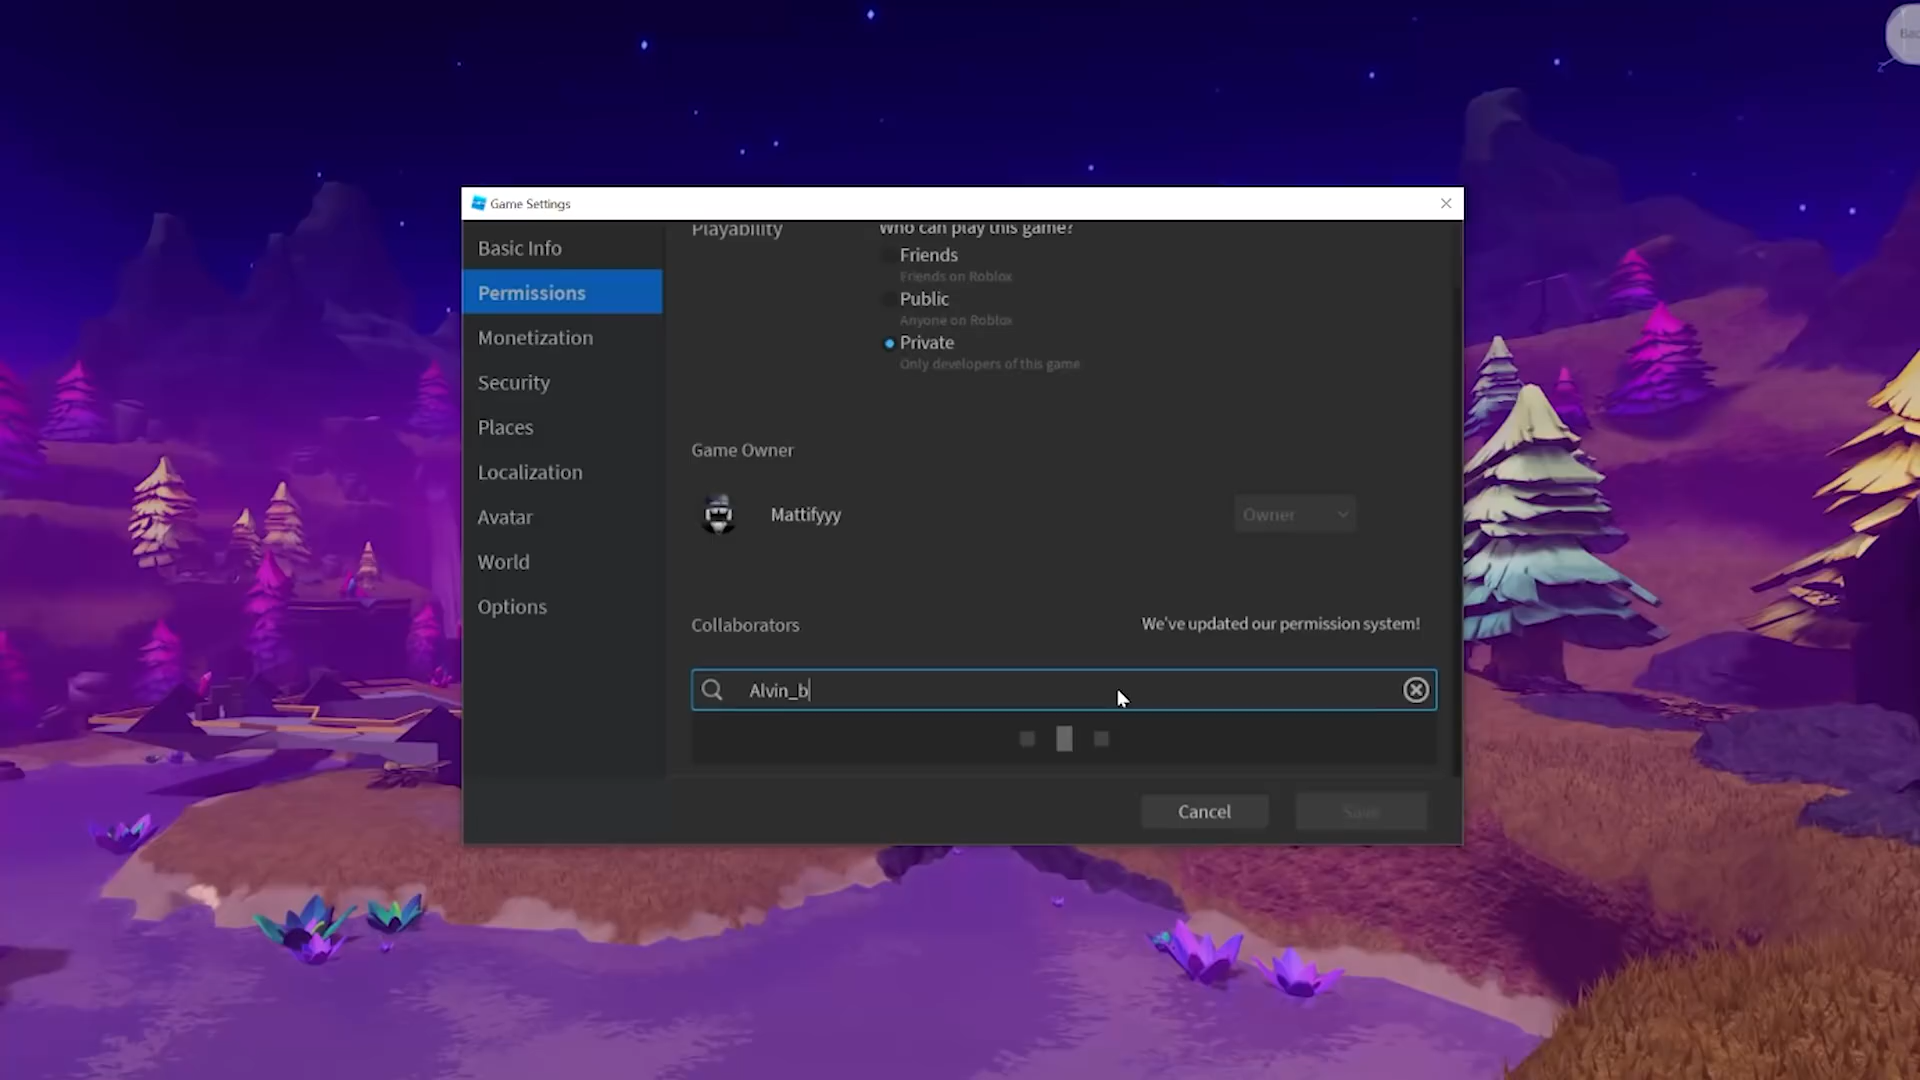 Bac
Z
Game Settings
Basic Info
Permissions
Monetization
Security
Places
Localization
Avatar
World
Options
Playability
Who can play this game?
Friends
Friends on Roblox
Public
Anyone on Roblox
Private
Only developers of this game
Game Owner
Mattifyyy
Owner
Collaborators
We've updated our permission system!
Alvin_b
Cancel
Save